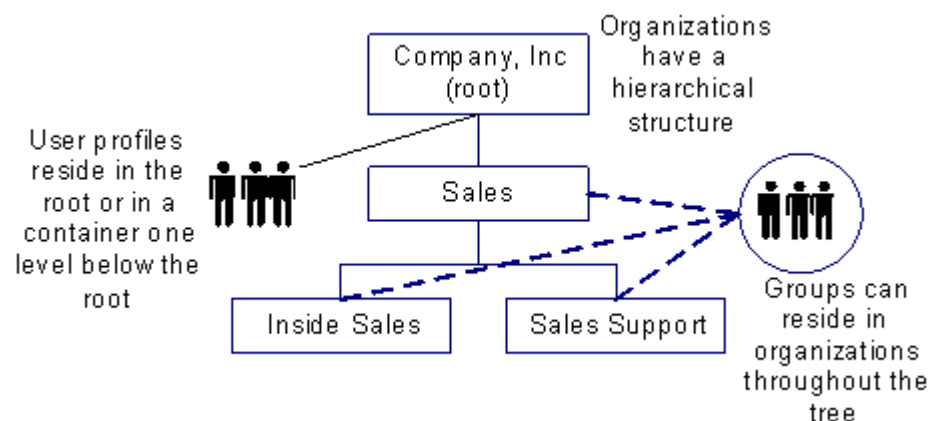 Company, Inc
(root)
Organizations
have a
hierarchical
structure
User profiles
reside in the
root or in a
container one
level below the
root
Sales
Inside Sales
Sales Support
Groups can
reside in
organizations
throughout the
tree